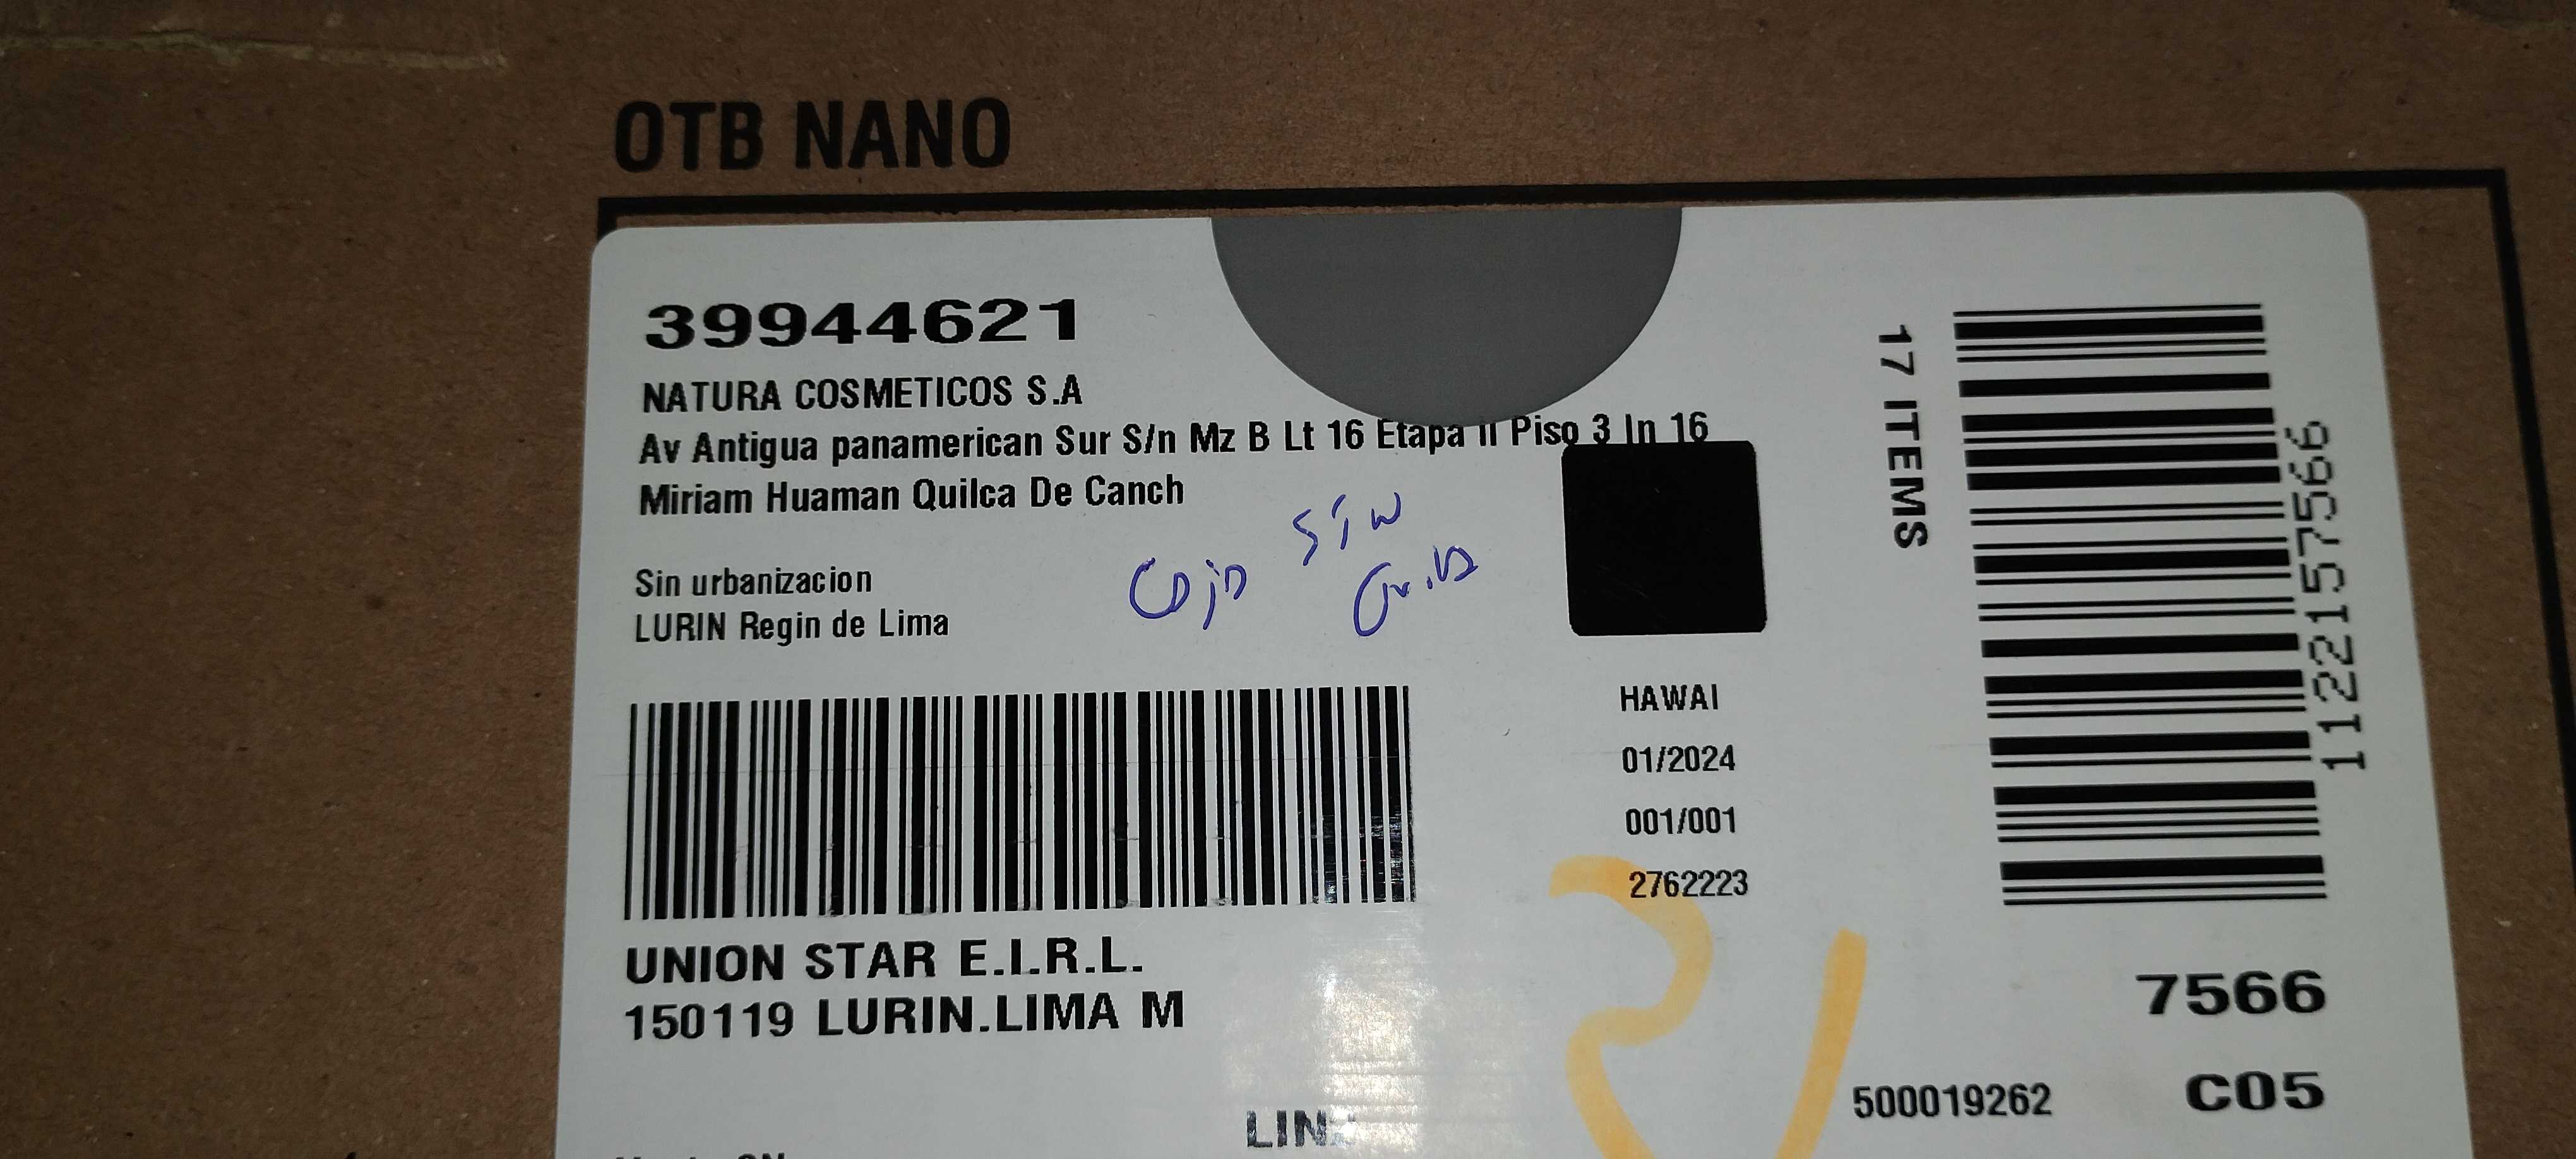 OTB NANO
39944621
NATURA COSMETICOS S.A
Av Antigua panamerican Sur S/n Mz B Lt 16 Etapa II Piso 3 In 16
Miriam Huaman Quilca De Canch
Sin urbanizacion
LURIN Regin de Lima
sin
17 ITEMS
1122157566
HAWAI
01/2024
001/001
2762223
UNION STAR E.I.R.L.
150119 LURIN.LIMA M
7566
500019262
C05
21